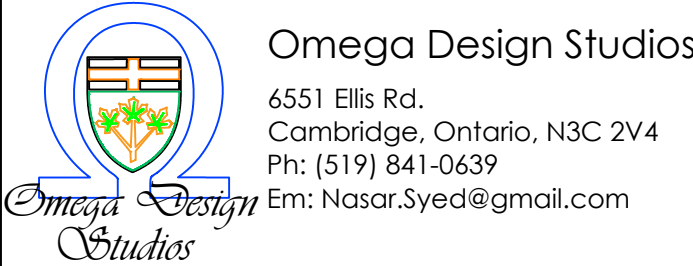 Omega Design Studios
6551 Ellis Rd.
Cambridge, Ontario, N3C 2V4
Ph: (519) 841-0639
Em: Nasar.Syed@gmail.com
Omega Design
Studios